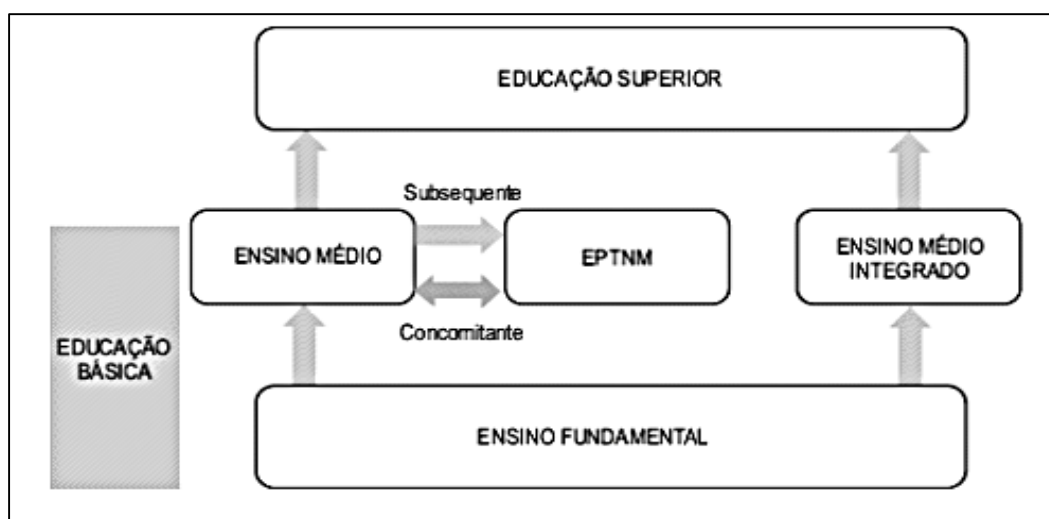 EDUCAÇÃO SUPERIOR
Subsequente
ENSINO MÉDIO
EPTNM
ENSINO MÉDIO
INTEGRADO
Concomitante
EDUCAÇÃO
BÁSICA
ENSINO FUNDAMENTAL